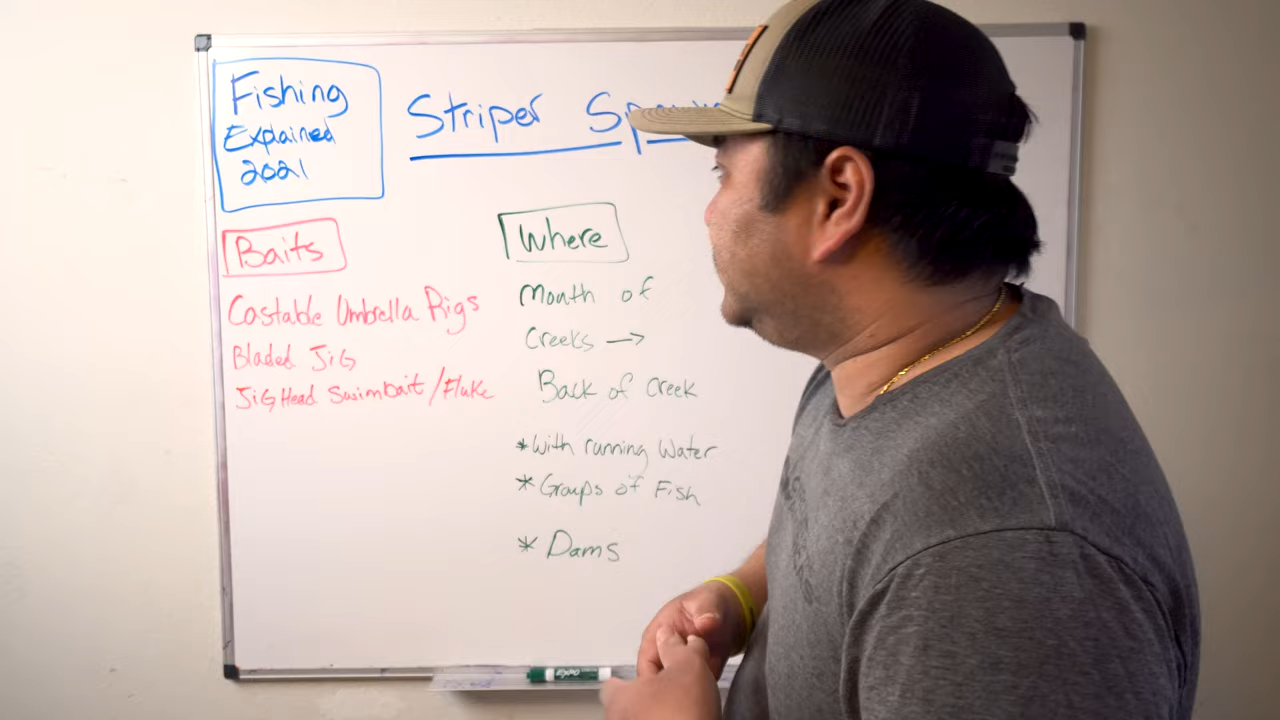 Fishing
Explained
2021
Striper
Baits
Castable Umbrella Rigs
Bladed Jig
Jig Head Swimbait/Fluke
Where
Mouth of
Creeks →
Back of Creek
*With running Water
* Groups of Fish
* Dams
EXPO